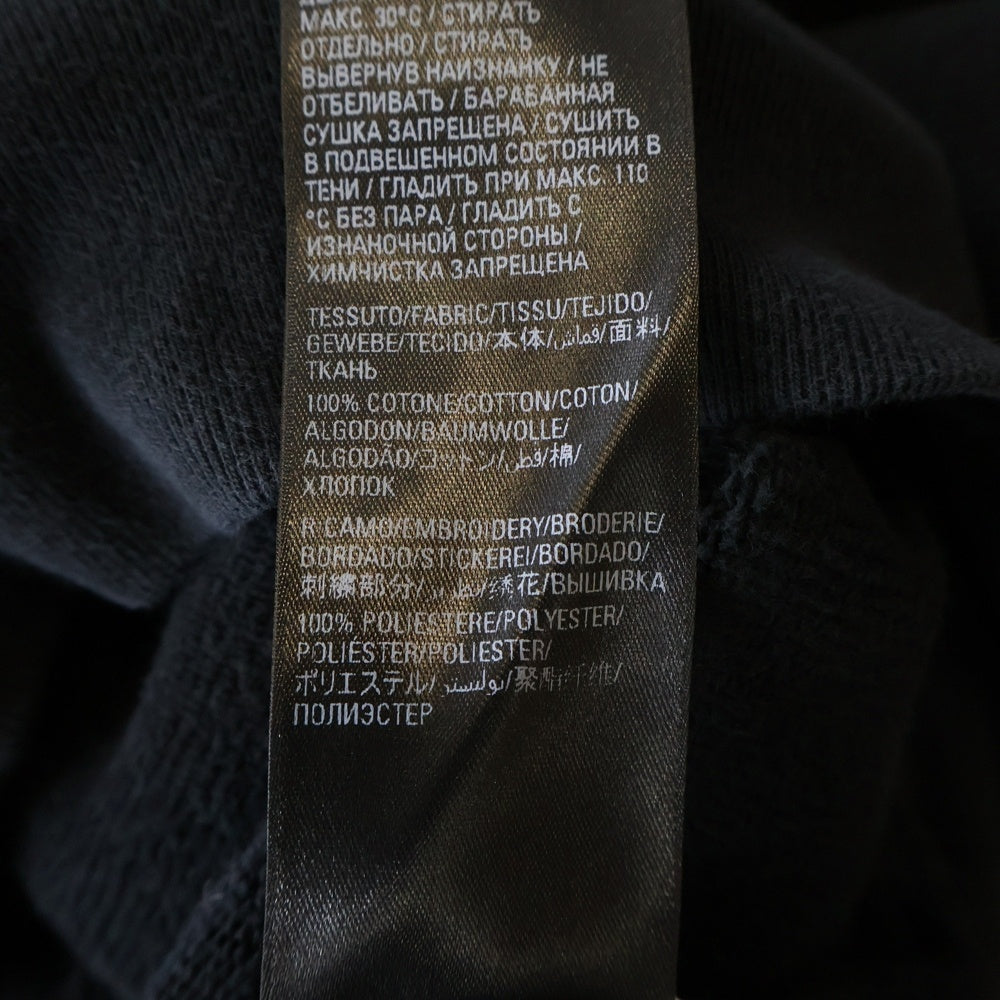 МАКС. 30°C / СТИРАТЬ
ОТДЕЛЬНО / СТИРАТЬ
ВЫВЕРНУВ НАИЗНАНКУ / НЕ
ОТБЕЛИВАТЬ / БАРАБАННАЯ
СУШКА ЗАПРЕЩЕНА / СУШИТЬ
В ПОДВЕШЕННОМ СОСТОЯНИИ В
ТЕНИ / ГЛАДИТЬ ПРИ МАКС 110
°C БЕЗ ПАРА / ГЛАДИТЬ С
ИЗНАНОЧНОЙ СТОРОНЫ /
ХИМЧИСТКА ЗАПРЕЩЕНА
TESSUTO/FABRIC/TISSU/TEJIDO/
GEWEBE/TECIDO/本体/قماش/面料/
ТКАНЬ
100% COTONE/COTTON/COTON/
ALGODON/BAUMWOLLE/
ALGODÃO/コットン/قطن/棉/
ХЛОПОК
RICAMO/EMBROIDERY/BRODERIE/
BORDADO/STICKEREI/BORDADO/
刺繍部分/ /绣花/ВЫШИВКА
100% POLIESTERE/POLYESTER/
POLIÉSTER/POLIESTER/
ポリエステル/بوليستر/聚酯纤维/
ПОЛИЭСТЕР